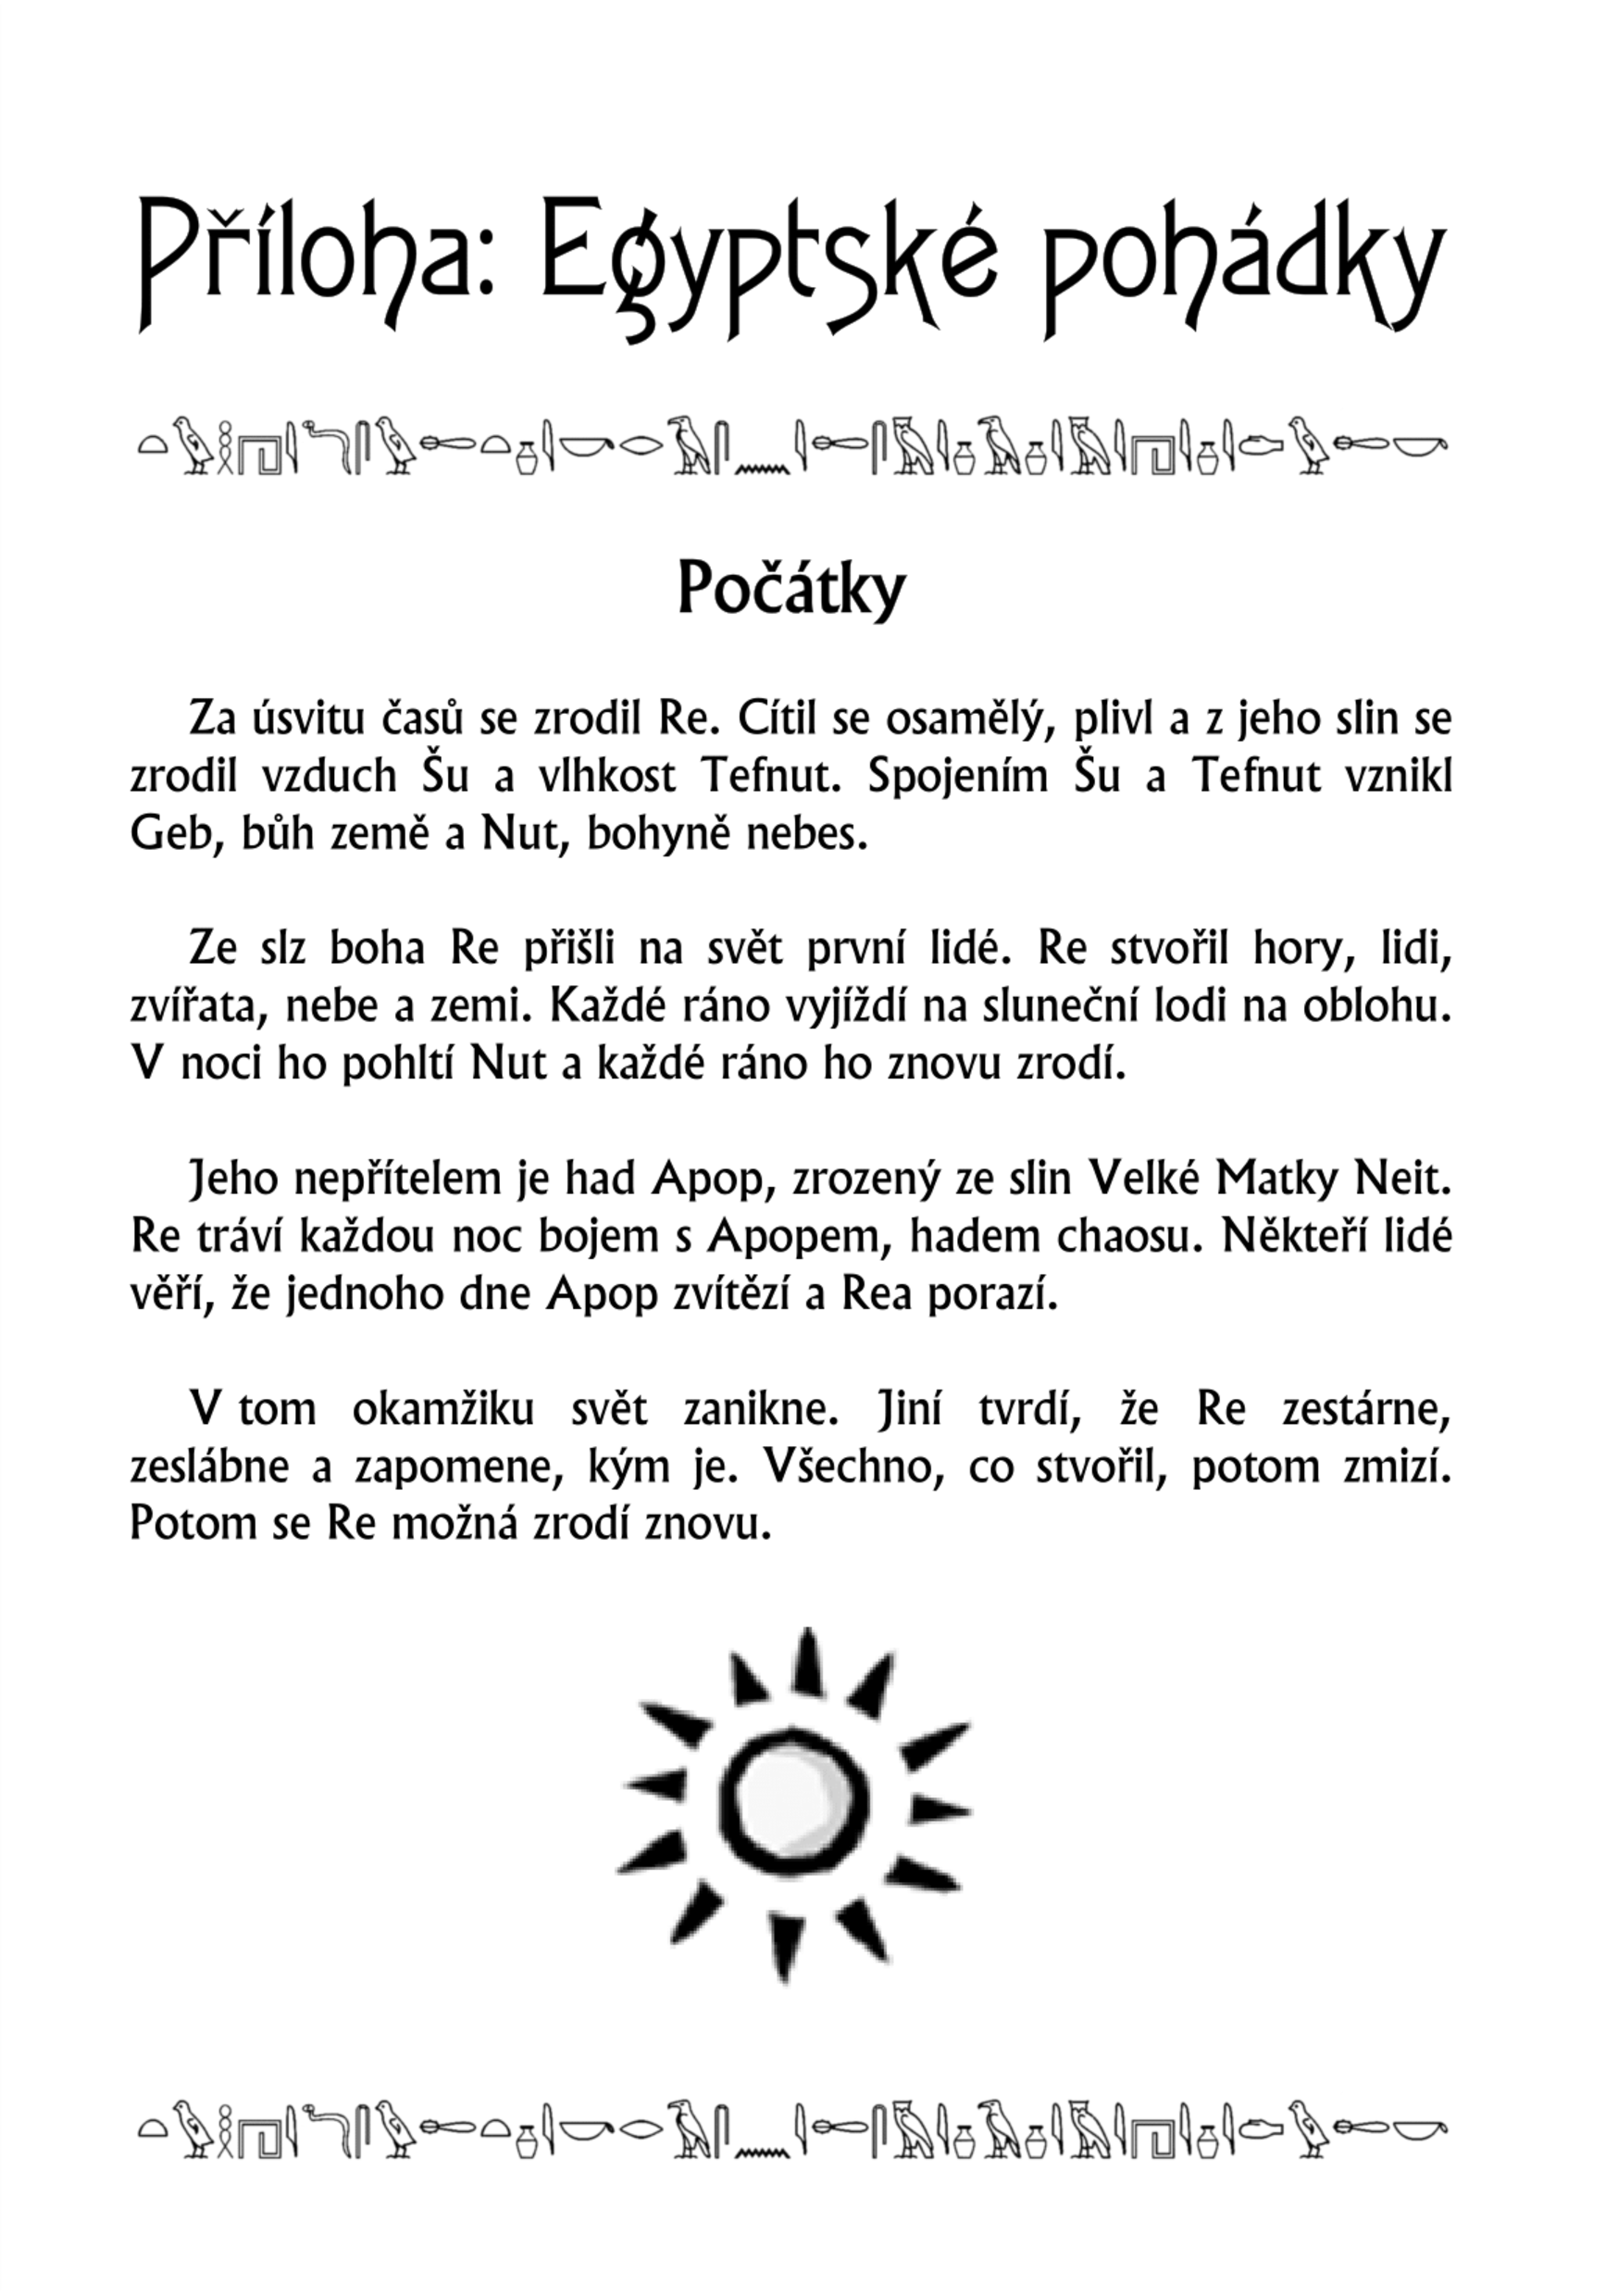 Příloha: Egyptské pohádky
Počátky
Za úsvitu časů se zrodil Re. Cítil se osamělý, plivl a z jeho slin se
zrodil vzduch Šu a vlhkost Tefnut. Spojením Šu a Tefnut vznikl
Geb, bůh země a Nut, bohyně nebes.
Ze slz boha Re přišli na svět první lidé. Re stvořil hory, lidi,
zvířata, nebe a zemi. Každé ráno vyjíždí na sluneční lodi na oblohu.
V noci ho pohltí Nut a každé ráno ho znovu zrodí.
Jeho nepřítelem je had Apop, zrozený ze slin Velké Matky Neit.
Re tráví každou noc bojem s Apopem, hadem chaosu. Někteří lidé
věří, že jednoho dne Apop zvítězí a Rea porazí.
V tom okamžiku svět zanikne. Jiní tvrdí, že Re zestárne,
zeslábne a zapomene, kým je. Všechno, co stvořil, potom zmizí.
Potom se Re možná zrodí znovu.